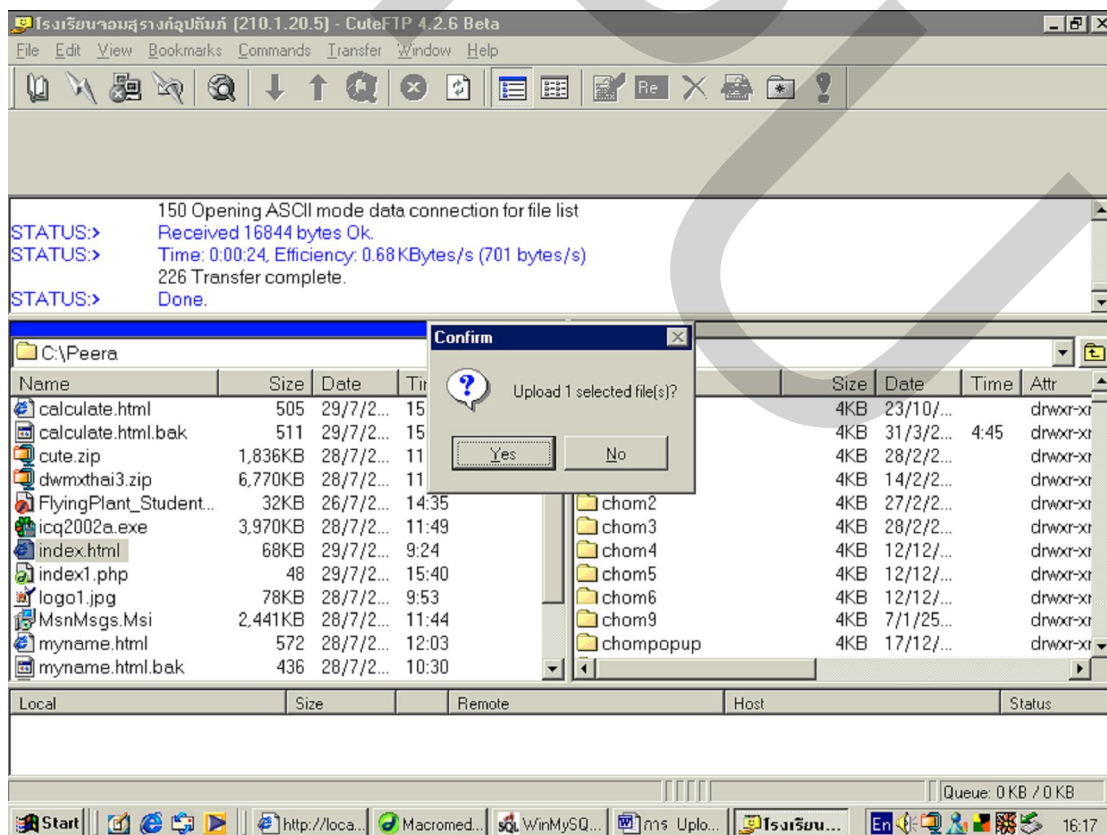 โรงเรียนจอมสุรางค์อุปถัมภ์ (210.1.20.5) - CuteFTP 4.2.6 Beta
File Edit View Bookmarks Commands Transfer Window Help
Re
150 Opening ASCII mode data connection for file list
STATUS:> Received 16844 bytes Ok.
STATUS:> Time: 0:00:24, Efficiency: 0.68 KBytes/s (701 bytes/s)
226 Transfer complete.
STATUS:> Done.
C:\Peera
Name Size Date
calculate.html 505 29/7/2... 15
calculate.html.bak 511 29/7/2... 15
cute.zip 1,836KB 28/7/2... 11
dwmxthai3.zip 6,770KB 28/7/2... 11
FlyingPlant_Student... 32KB 26/7/2... 14:35
icq2002a.exe 3,970KB 28/7/2... 11:49
index.html 68KB 29/7/2... 9:24
index1.php 48 29/7/2... 15:40
logo1.jpg 78KB 28/7/2... 9:53
MsnMsgs.Msi 2,441KB 28/7/2... 11:44
myname.html 572 28/7/2... 12:03
myname.html.bak 436 28/7/2... 10:30
Confirm
Upload 1 selected file(s)?
Yes No
Size Date Time Attr
4KB 23/10/... drwxr-xr
4KB 31/3/2... 4:45 drwxr-xr
4KB 28/2/2... drwxr-xr
4KB 14/2/2... drwxr-xr
chom2 4KB 27/2/2... drwxr-xr
chom3 4KB 28/2/2... drwxr-xr
chom4 4KB 12/12/... drwxr-xr
chom5 4KB 12/12/... drwxr-xr
chom6 4KB 12/12/... drwxr-xr
chom9 4KB 7/1/25... drwxr-xr
chompopup 4KB 17/12/... drwxr-xr
Local Size Remote Host Status
Queue: 0 KB / 0 KB
Start http://loca... Macromed... WinMySQ... การ Uplo... โรงเรียน... En 16:17